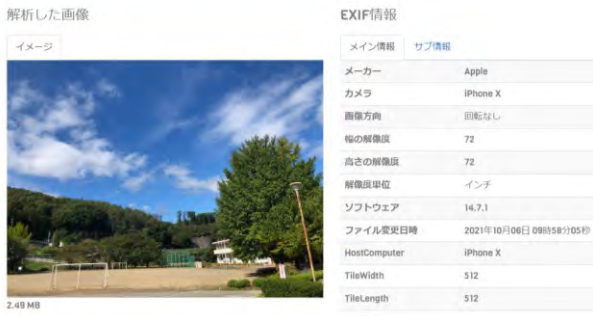 解析した画像
イメージ
2.49 MB
EXIF情報
メイン情報 サブ情報
メーカー Apple
カメラ iPhone X
画像方向 回転なし
幅の解像度 72
高さの解像度 72
解像度単位 インチ
ソフトウェア 14.7.1
ファイル変更日時 2021年10月06日 09時58分05秒
HostComputer iPhone X
TileWidth 512
TileLength 512